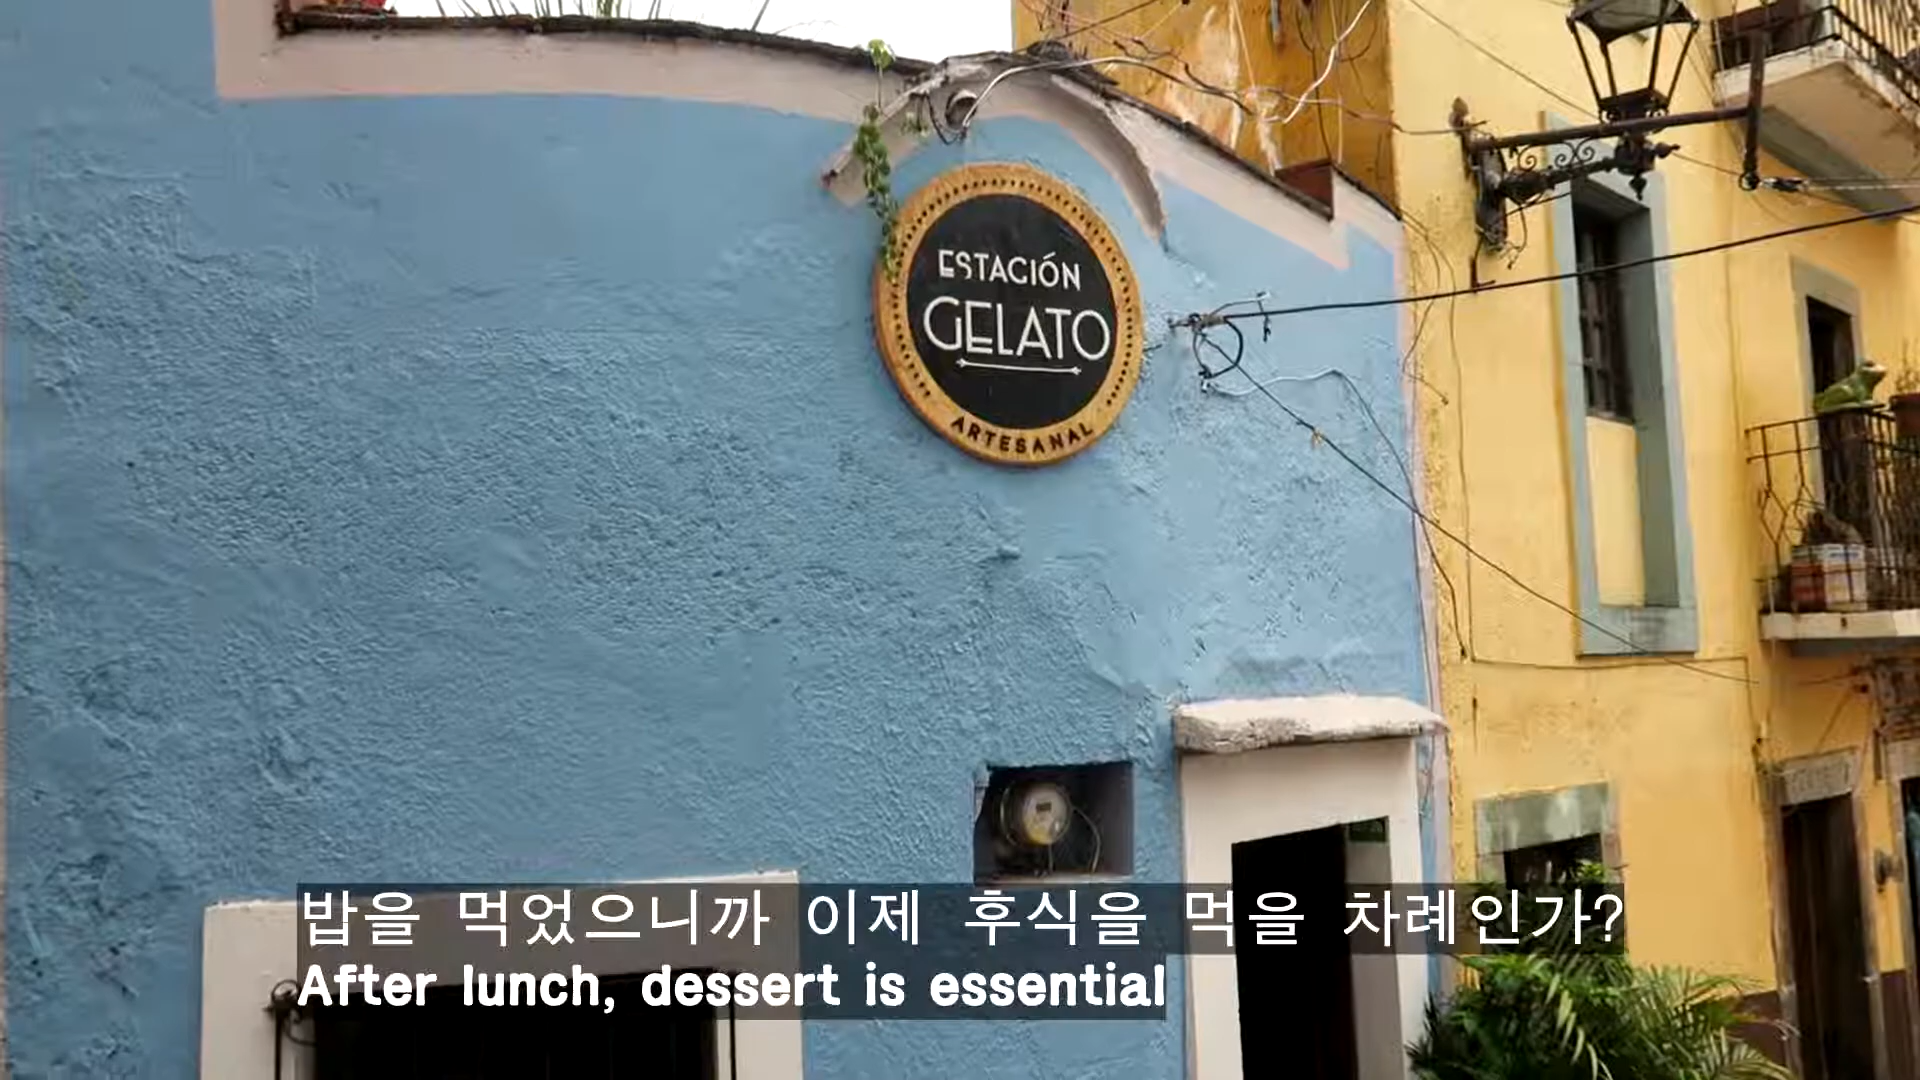 ESTACIÓN
GELATO
ARTESANAL
밥을 먹었으니까 이제 후식을 먹을 차례인가?
After lunch, dessert is essential